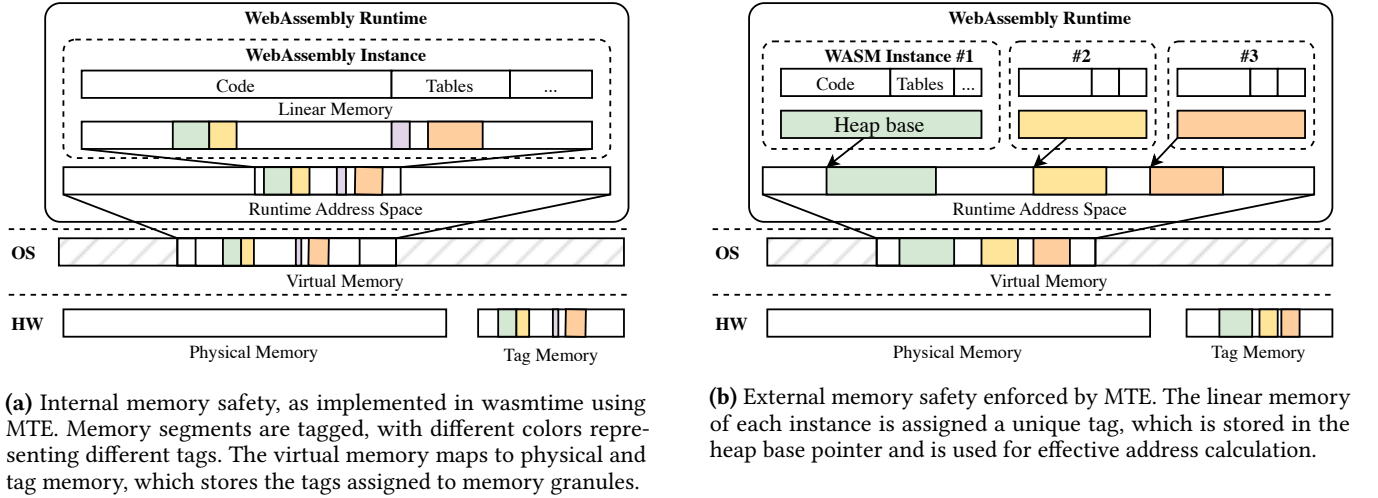 WebAssembly Runtime
WebAssembly Instance
Code Tables ...
Linear Memory
Runtime Address Space
OS
Virtual Memory
HW
Physical Memory Tag Memory
(a) Internal memory safety, as implemented in wasmtime using
MTE. Memory segments are tagged, with different colors repre-
senting different tags. The virtual memory maps to physical and
tag memory, which stores the tags assigned to memory granules.
WebAssembly Runtime
WASM Instance #1 #2 #3
Code Tables ...
Heap base
Runtime Address Space
OS
Virtual Memory
HW
Physical Memory Tag Memory
(b) External memory safety enforced by MTE. The linear memory
of each instance is assigned a unique tag, which is stored in the
heap base pointer and is used for effective address calculation.